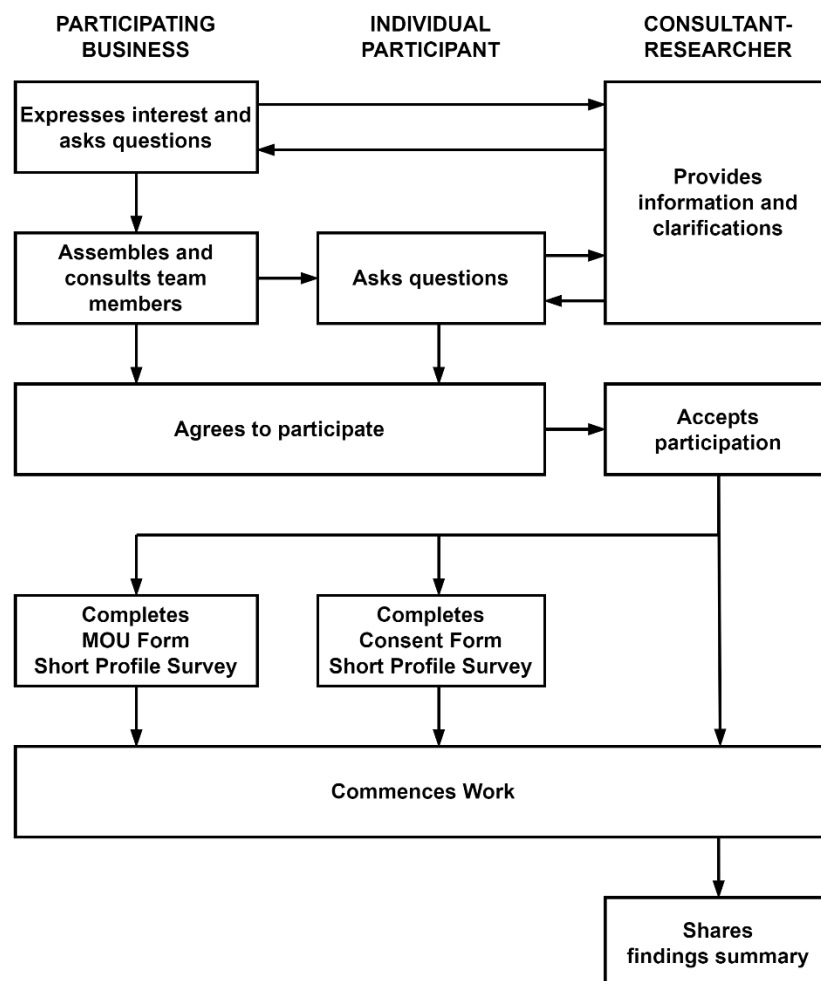 PARTICIPATING
BUSINESS
INDIVIDUAL
PARTICIPANT
CONSULTANT-
RESEARCHER
Expresses interest and
asks questions
Provides
information and
clarifications
Assembles and
consults team
members
Asks questions
Agrees to participate
Accepts
participation
Completes
MOU Form
Short Profile Survey
Completes
Consent Form
Short Profile Survey
Commences Work
Shares
findings summary